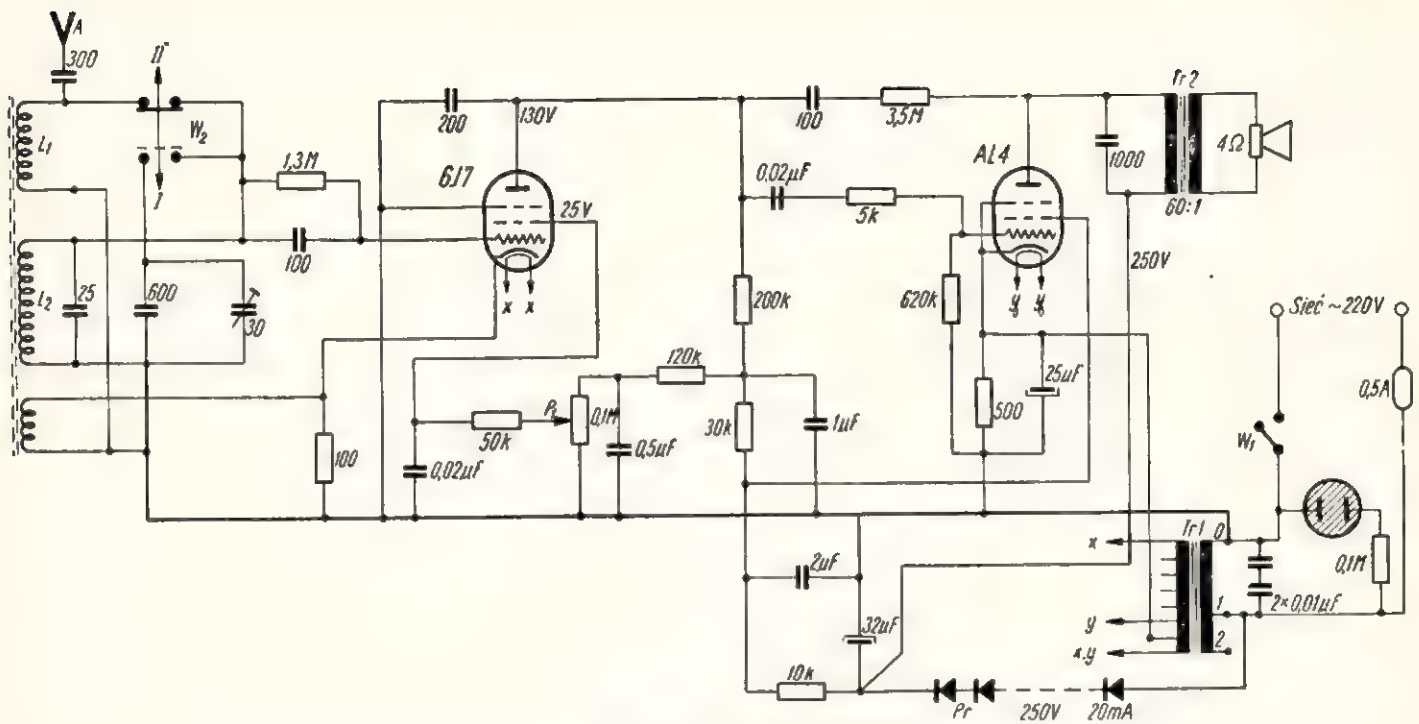 A
300
II
W2
I
L1
L2
25
600
30
1,3M
100
200
130V
6J7
25V
x x
100
0,02µF
50k
P1
0,1M
0,5µF
120k
200k
30k
1µF
100
3,5M
0,02µF
5k
AL4
y y
620k
500
25µF
1000
250V
Tr2
60:1
4Ω
Sieć ~220V
0,5A
W1
0,1M
2×0,01µF
Tr1
0
1
2
x
y
x.y
2µF
32µF
10k
Pr
250V
20mA